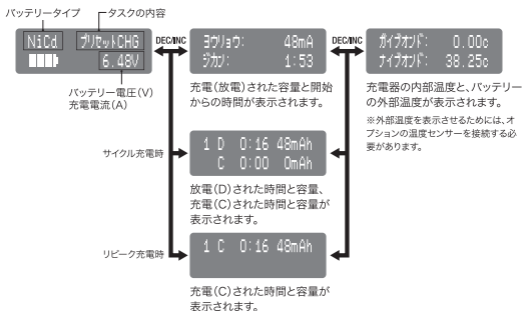 バッテリータイプ
タスクの内容
NiCd プリセットCHG
6.48V
バッテリー電圧(V)
充電電流(A)
DEC/INC
ヨウリョウ: 48mA
ジカン: 1:53
充電(放電)された容量と開始
からの時間が表示されます。
DEC/INC
ガイブオンド: 0.00c
ナイブオンド: 38.25c
充電器の内部温度と、バッテリー
の外部温度が表示されます。
※外部温度を表示させるためには、オ
プションの温度センサーを接続する必
要があります。
サイクル充電時
1 D 0:16 48mAh
C 0:00 0mAh
放電(D)された時間と容量、
充電(C)された時間と容量が
表示されます。
リピーク充電時
1 C 0:16 48mAh
充電(C)された時間と容量が
表示されます。